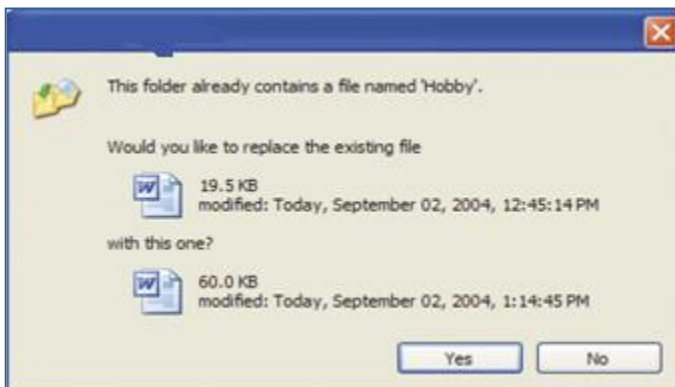 This folder already contains a file named 'Hobby'.
Would you like to replace the existing file
19.5 KB
modified: Today, September 02, 2004, 12:45:14 PM
with this one?
60.0 KB
modified: Today, September 02, 2004, 1:14:45 PM
Yes No